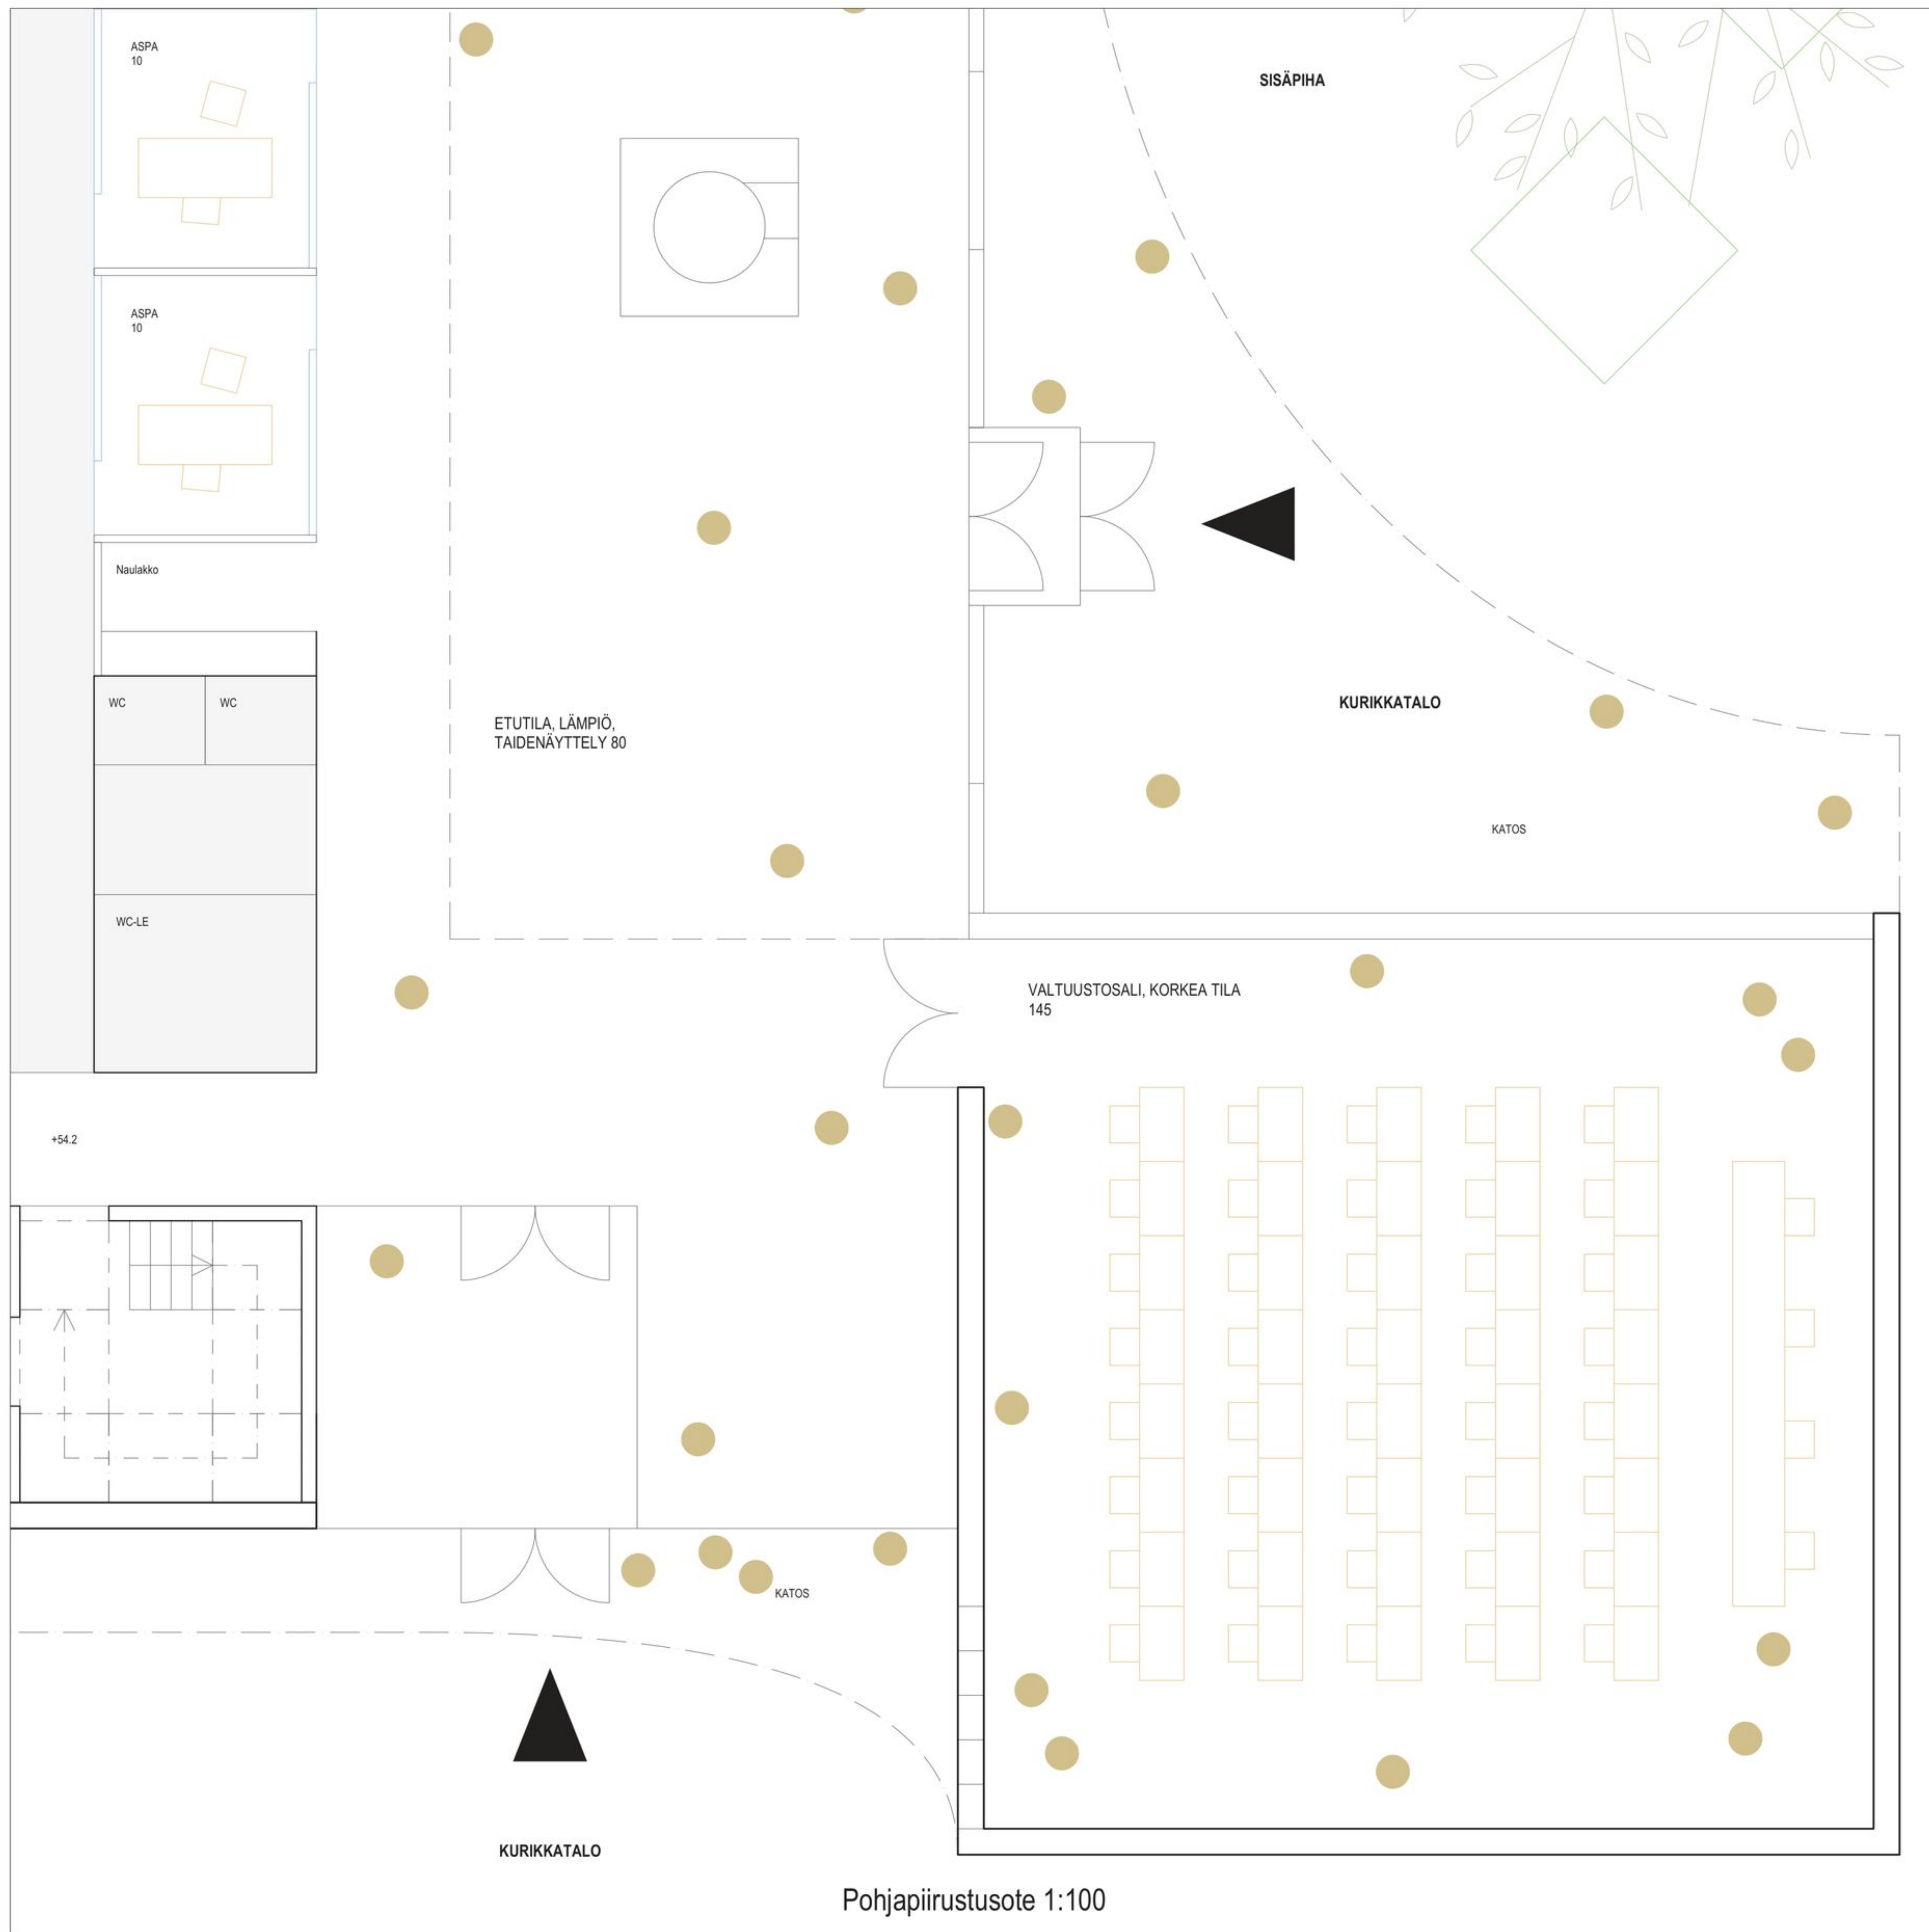 ASPA
10
SISÄPIHA
ASPA
10
Naulakko
WC
WC
KURIKKATALO
ETUTILA, LÄMPIÖ,
TAIDENÄYTTELY 80
KATOS
WC-LE
VALTUUSTOSALI, KORKEA TILA
145
+54.2
KATOS
KURIKKATALO
Pohjapiirustusote 1:100